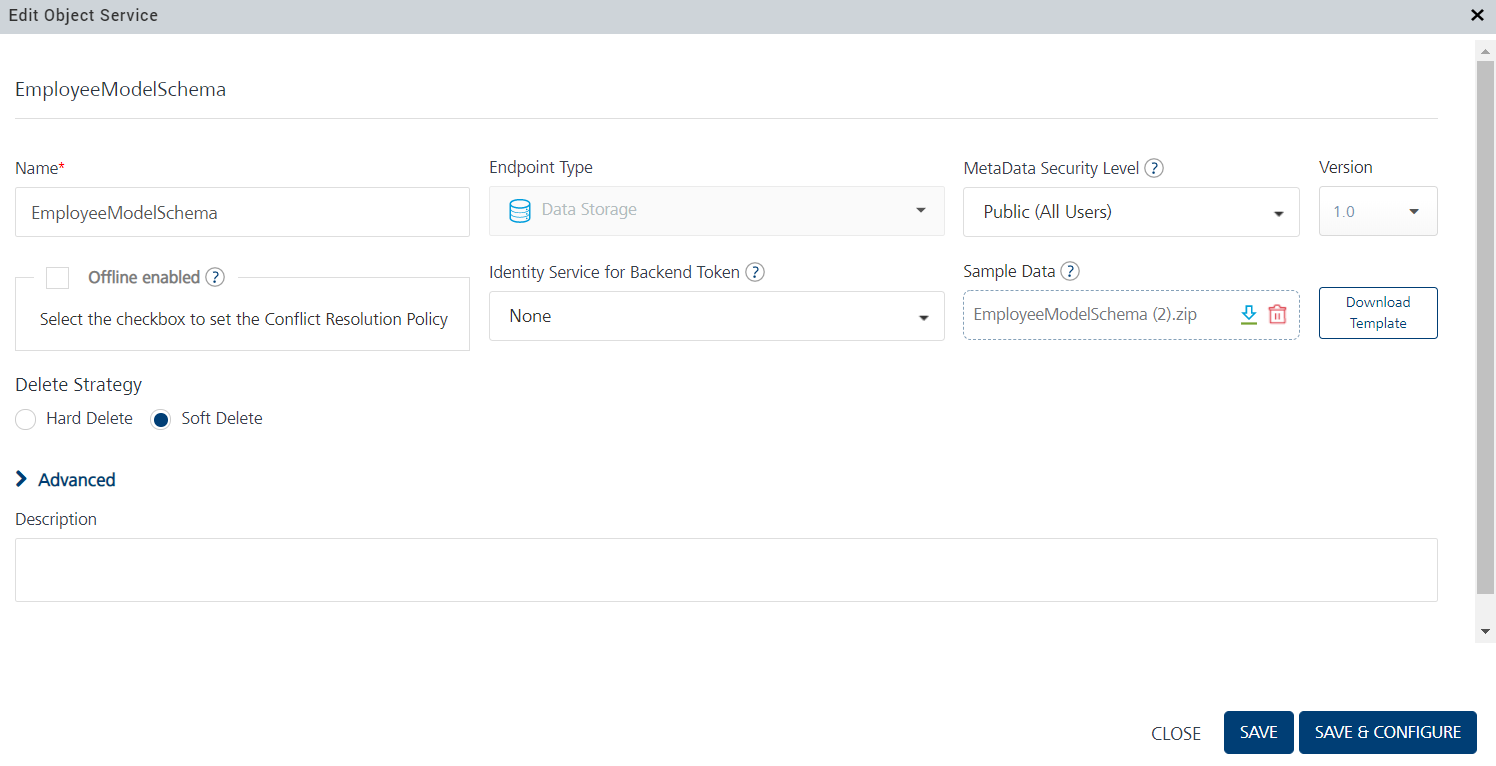 Edit Object Service
EmployeeModelSchema
Name*
Endpoint Type
MetaData Security Level ?
Version
EmployeeModelSchema
Data Storage
Public (All Users)
1.0
Offline enabled ?
Select the checkbox to set the Conflict Resolution Policy
Identity Service for Backend Token ?
None
Sample Data ?
EmployeeModelSchema (2).zip
Download
Template
Delete Strategy
Hard Delete
Soft Delete
Advanced
Description
CLOSE
SAVE
SAVE & CONFIGURE